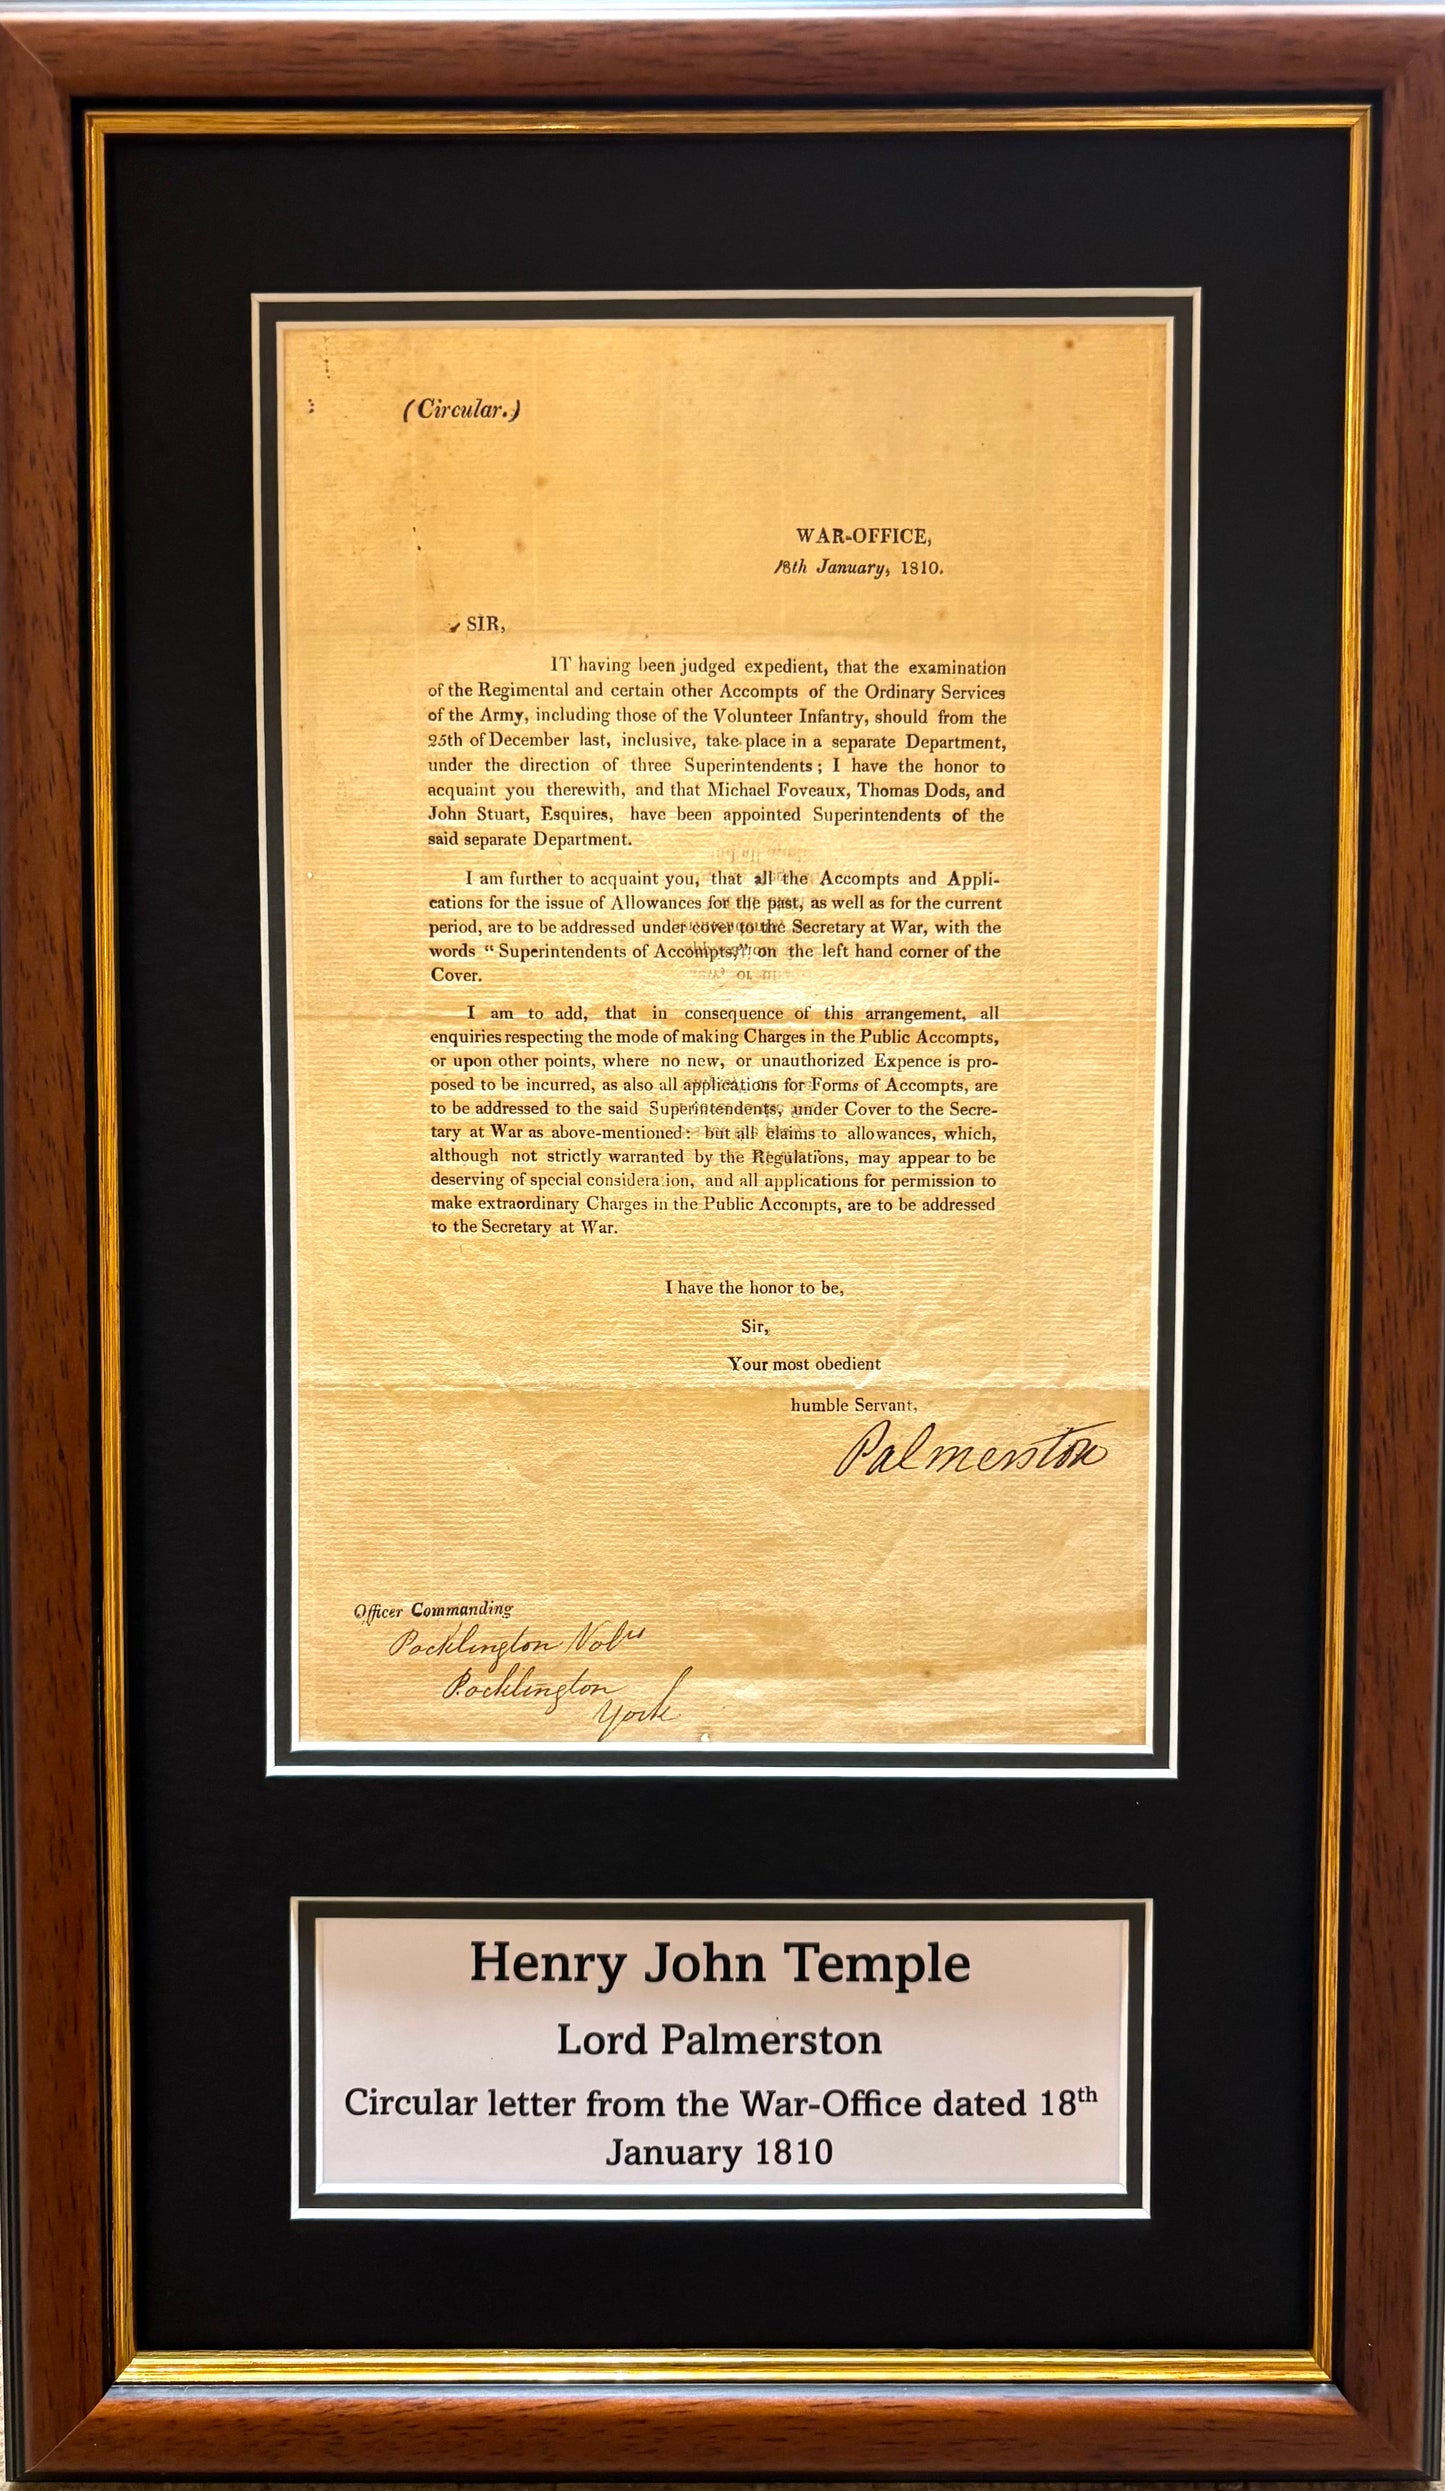 (Circular.)
WAR-OFFICE,
18th January, 1810.
SIR,
IT having been judged expedient, that the examination
of the Regimental and certain other Accompts of the Ordinary Services
of the Army, including those of the Volunteer Infantry, should from the
25th of December last, inclusive, take place in a separate Department,
under the direction of three Superintendents; I have the honor to
acquaint you therewith, and that Michael Foveaux, Thomas Dods, and
John Stuart, Esquires, have been appointed Superintendents of the
said separate Department.
I am further to acquaint you, that all the Accompts and Appli-
cations for the issue of Allowances for the past, as well as for the current
period, are to be addressed under cover to the Secretary at War, with the
words “Superintendents of Accompts,” on the left hand corner of the
Cover.
I am to add, that in consequence of this arrangement, all
enquiries respecting the mode of making Charges in the Public Accompts,
or upon other points, where no new, or unauthorized Expence is pro-
posed to be incurred, as also all applications for Forms of Accompts, are
to be addressed to the said Superintendents, under Cover to the Secre-
tary at War as above-mentioned: but all claims to allowances, which,
although not strictly warranted by the Regulations, may appear to be
deserving of special consideration, and all applications for permission to
make extraordinary Charges in the Public Accompts, are to be addressed
to the Secretary at War.
I have the honor to be,
Sir,
Your most obedient
humble Servant,
Palmerston
Officer Commanding
Pocklington Vol<sup>rs</sup>
Pocklington
York
Henry John Temple
Lord Palmerston
Circular letter from the War-Office dated 18th
January 1810